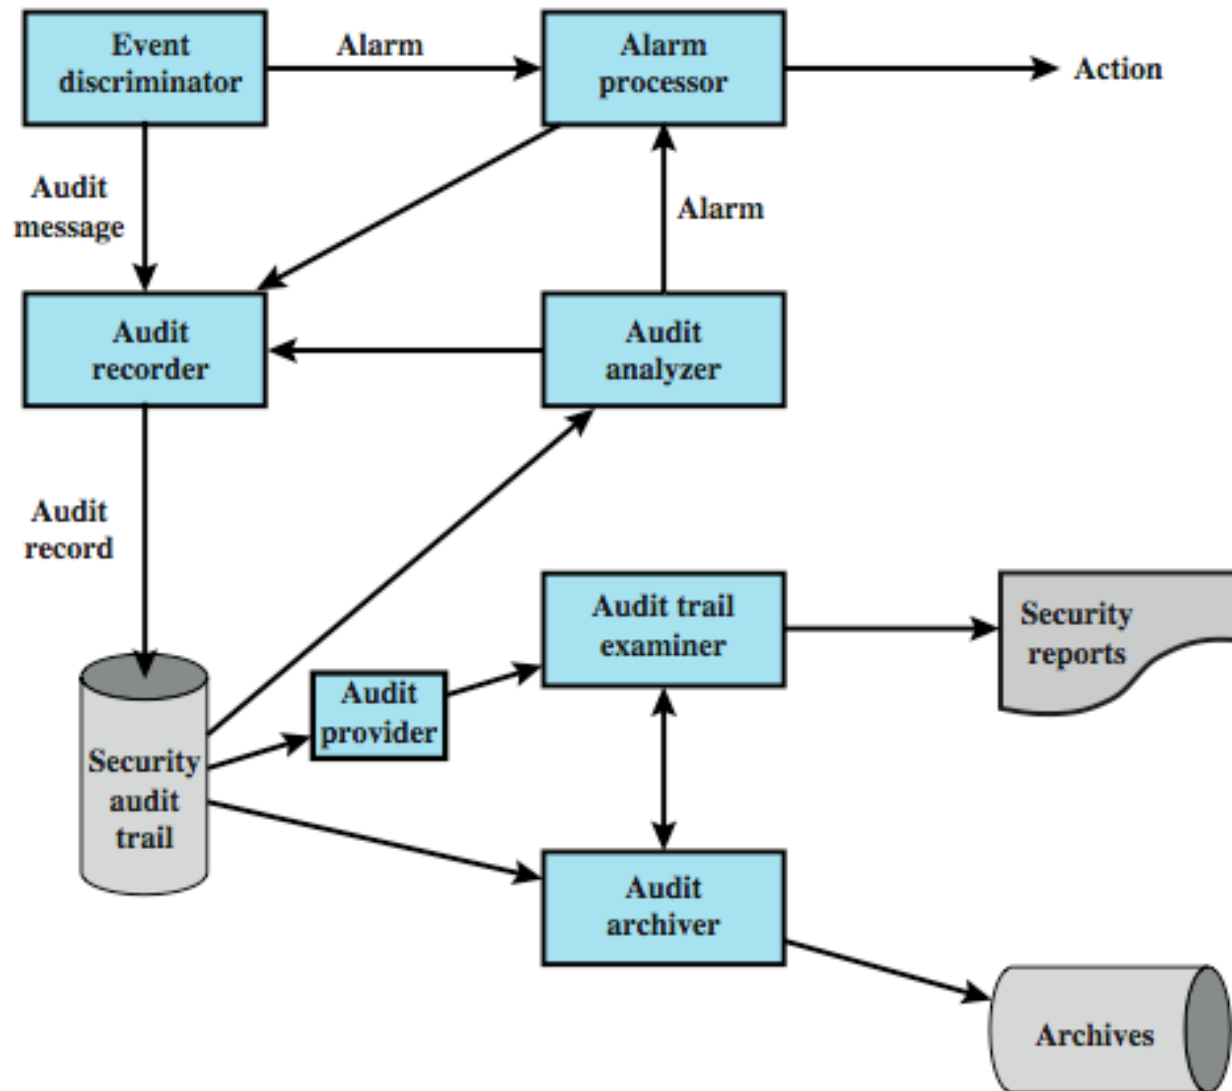 Event
discriminator
Alarm
Alarm
processor
Action
Audit
message
Alarm
Audit
recorder
Audit
analyzer
Audit
record
Audit trail
examiner
Security
reports
Audit
provider
Security
audit
trail
Audit
archiver
Archives